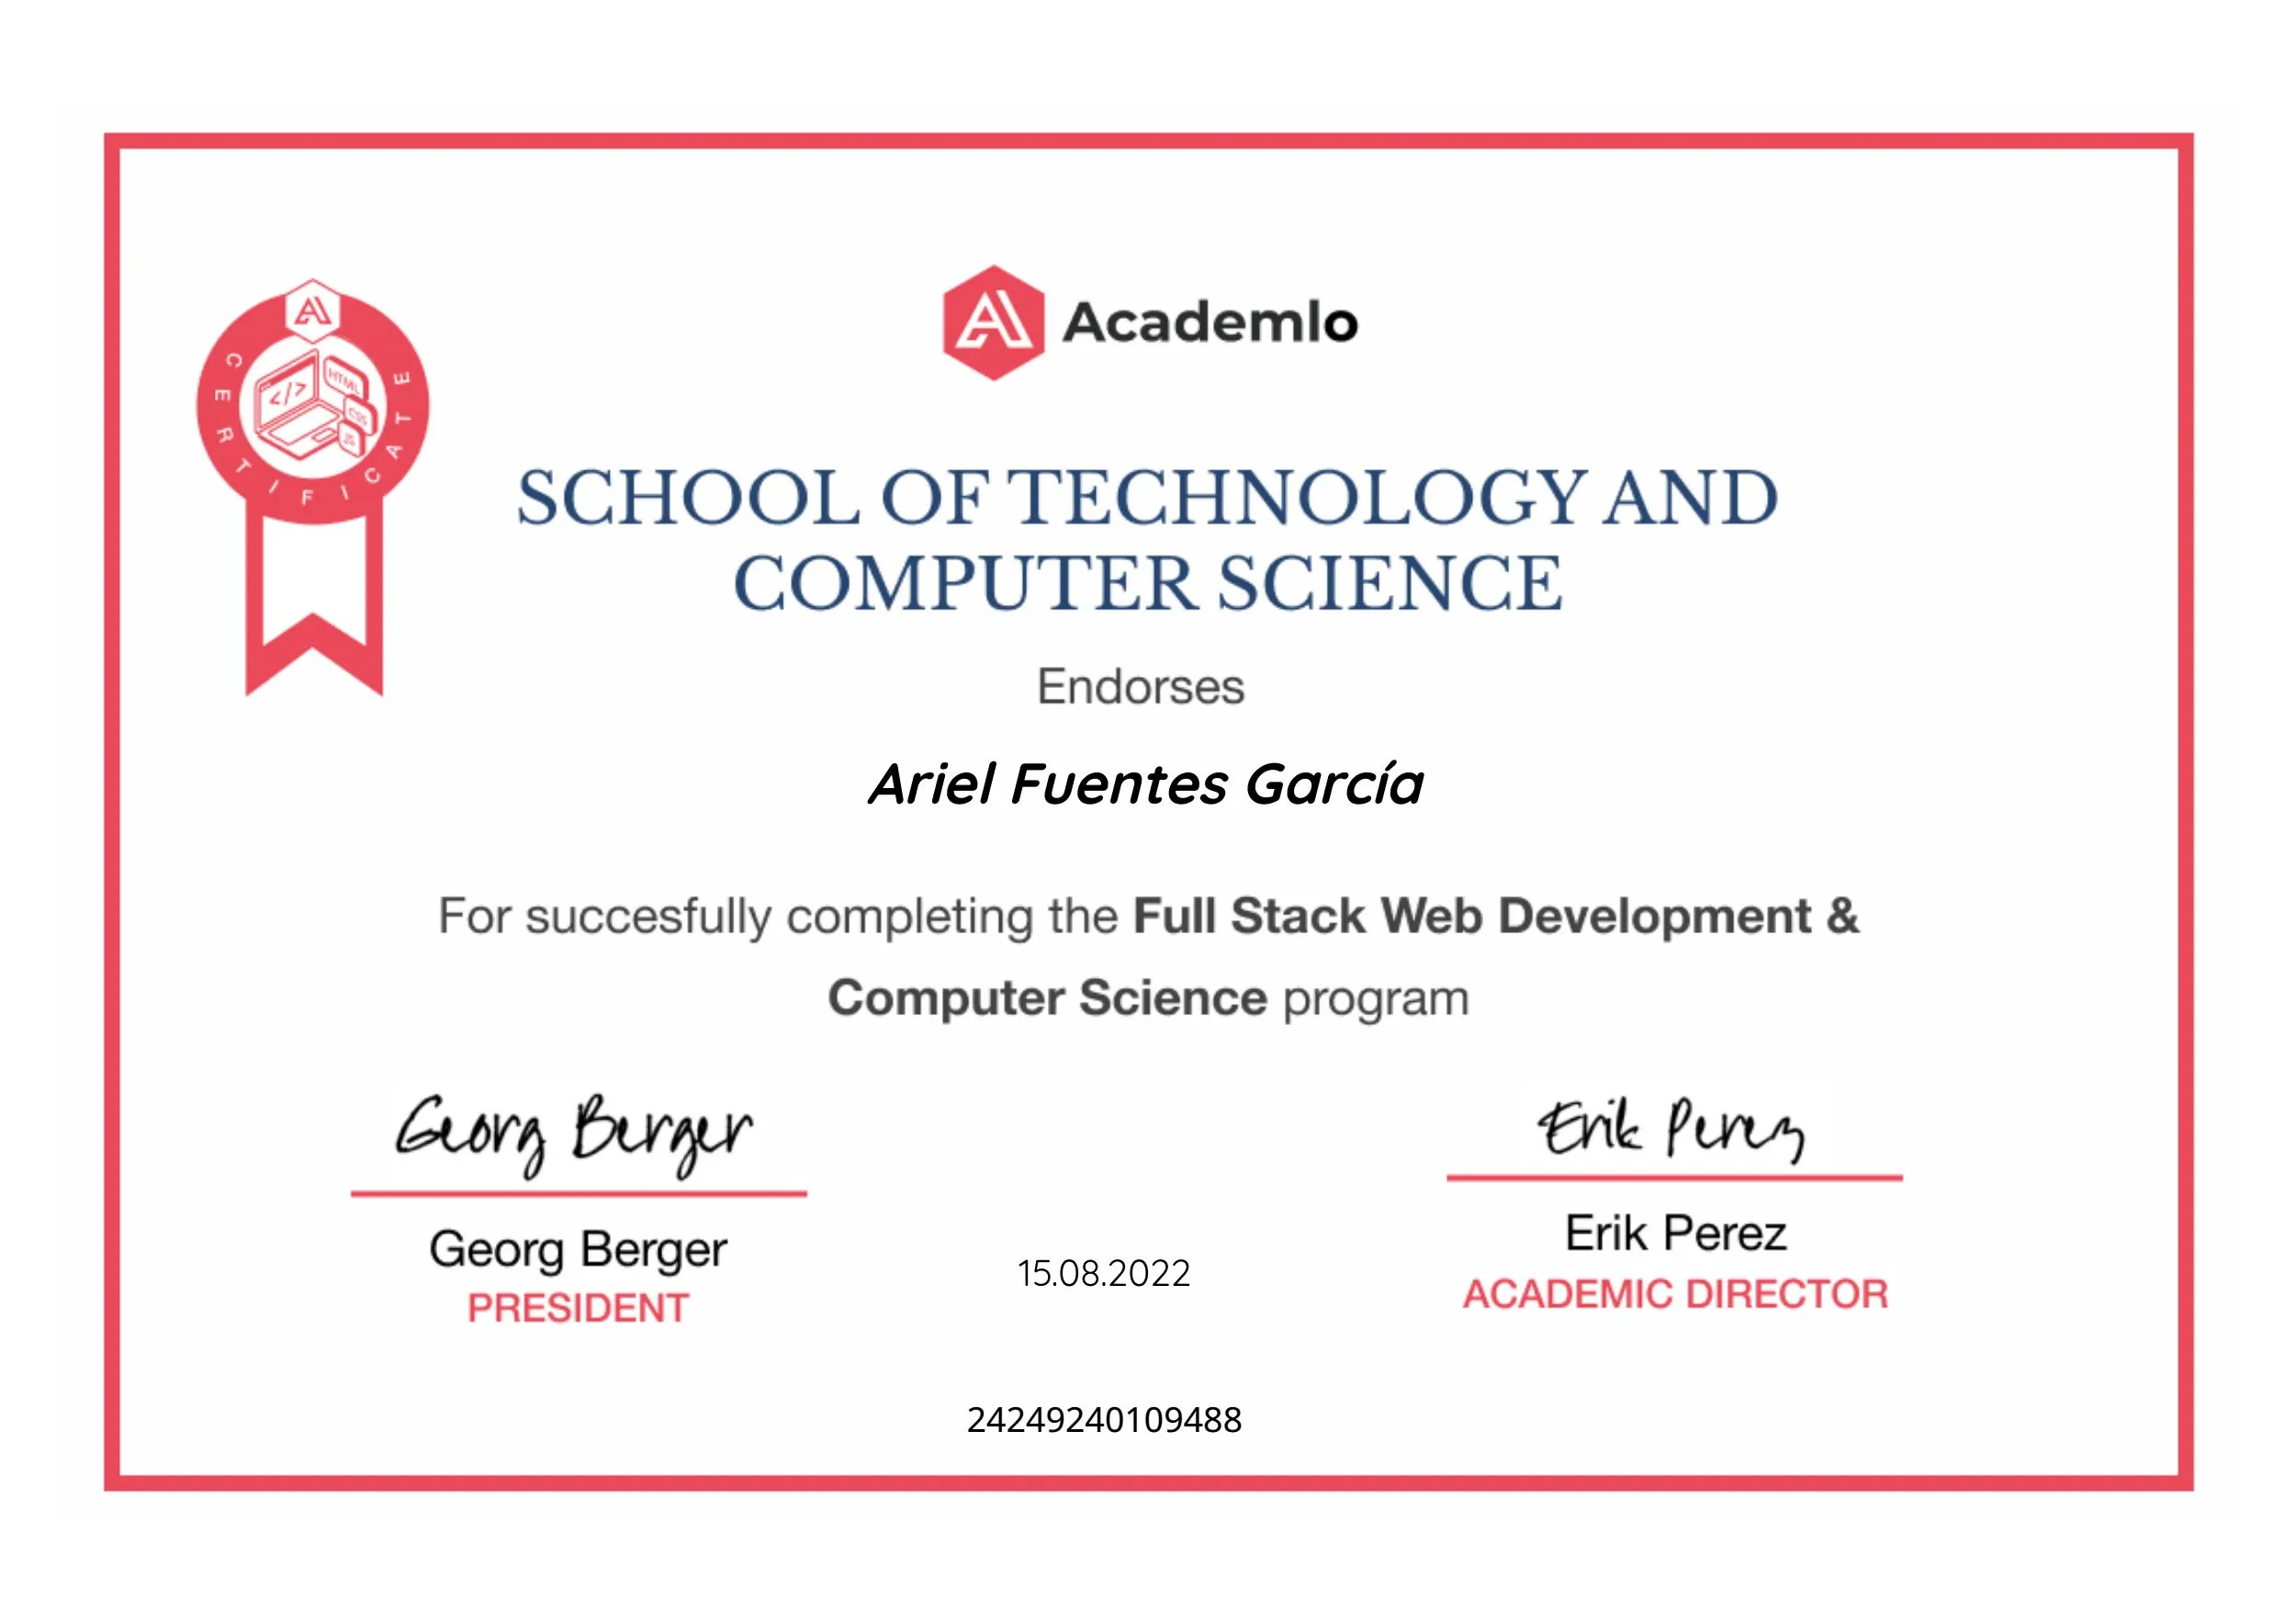 Academlo
CERTIFICATE
</>
HTML
CSS
JS
SCHOOL OF TECHNOLOGY AND
COMPUTER SCIENCE
Endorses
Ariel Fuentes García
For succesfully completing the Full Stack Web Development &
Computer Science program
Georg Berger
Georg Berger
PRESIDENT
15.08.2022
Erik Perez
Erik Perez
ACADEMIC DIRECTOR
24249240109488